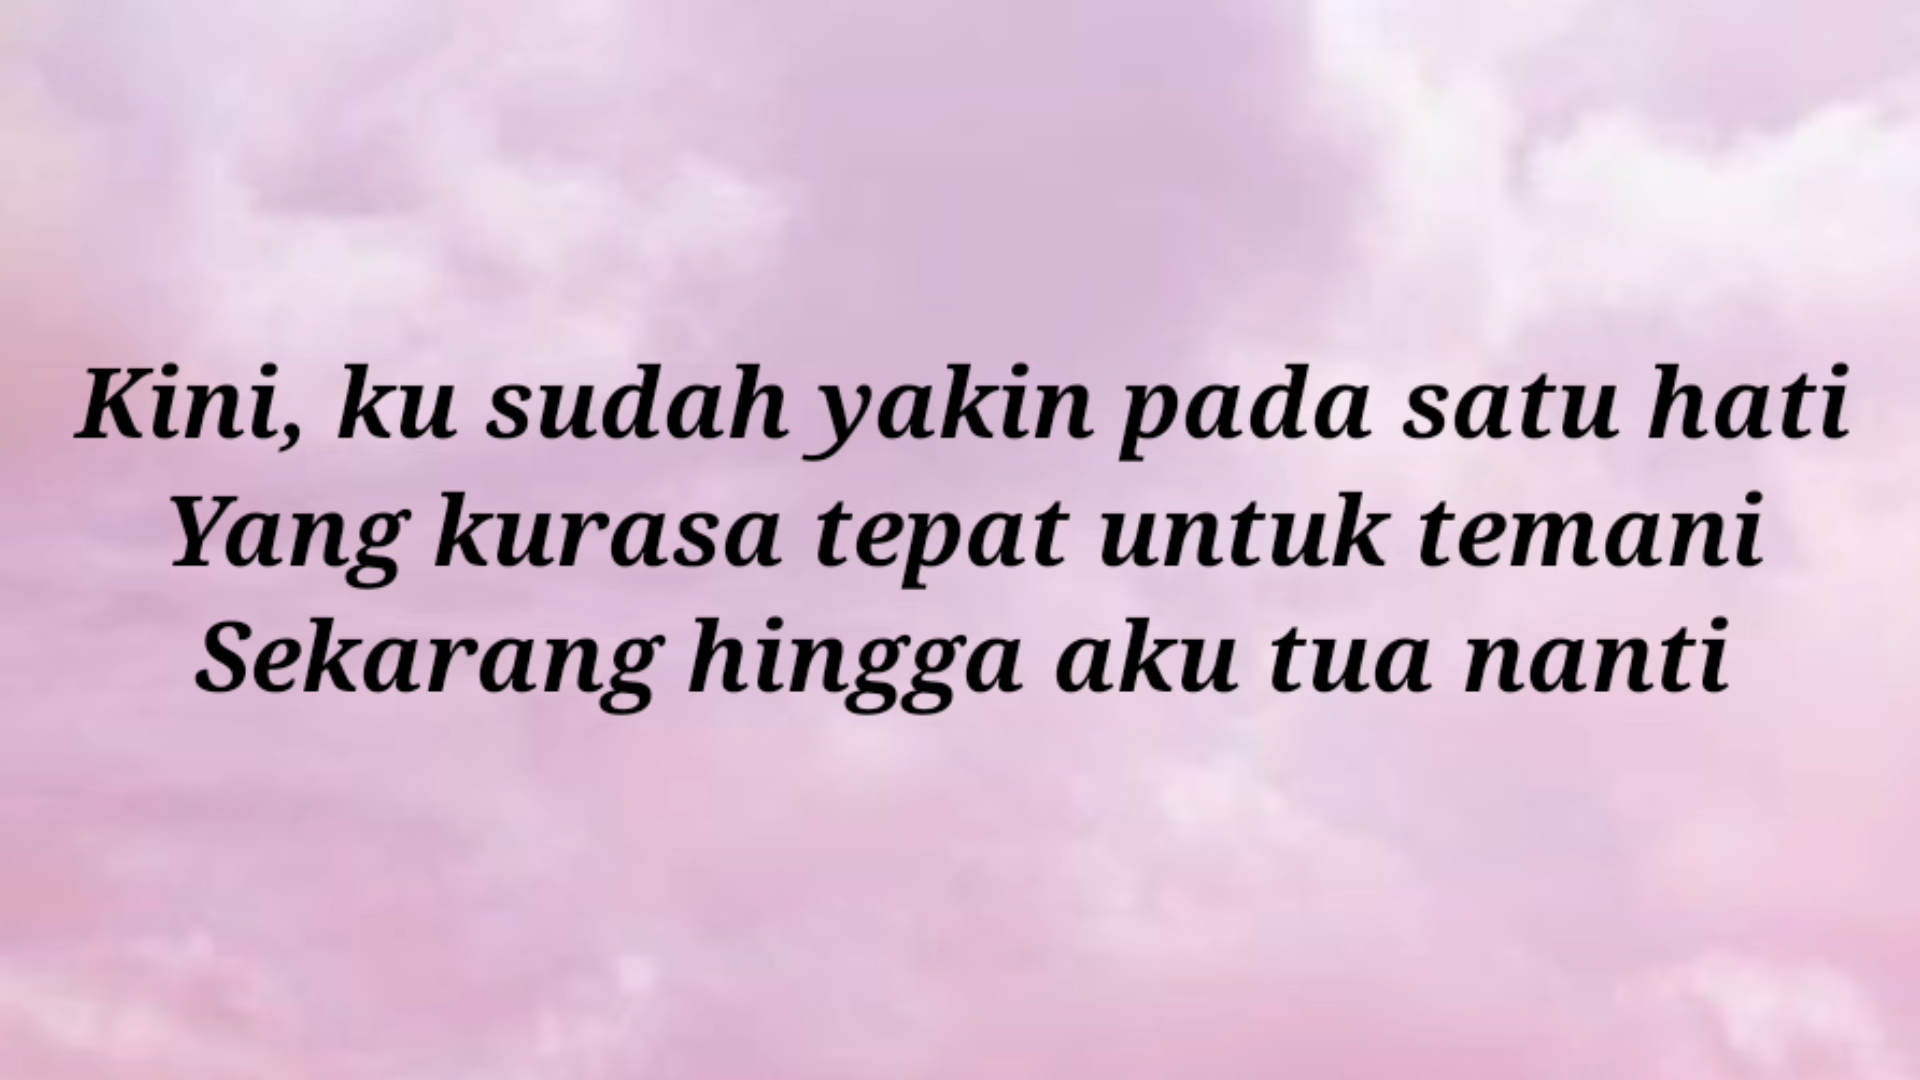 Kini, ku sudah yakin pada satu hati
Yang kurasa tepat untuk temani
Sekarang hingga aku tua nanti